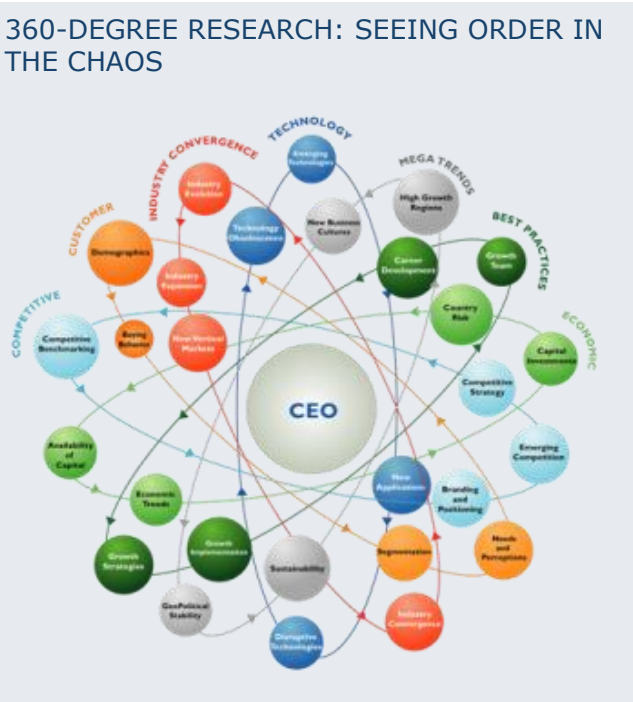 360-DEGREE RESEARCH: SEEING ORDER IN
THE CHAOS
TECHNOLOGY
INDUSTRY CONVERGENCE
MEGA TRENDS
CUSTOMER
BEST PRACTICES
COMPETITIVE
ECONOMIC
Emerging
Technologies
Industry
Evolution
High Growth
Regions
New Business
Cultures
Technology
Obsolescence
Demographics
Career
Development
Growth
Team
Industry
Expansion
Country
Risk
Competitive
Benchmarking
Buying
Behavior
New Vertical
Markets
Capital
Investments
Competitive
Strategy
CEO
Availability
of
Capital
Emerging
Competition
New
Applications
Branding
and
Positioning
Economic
Trends
Growth
Strategies
Growth
Implementation
Sustainability
Segmentation
Needs
and
Perceptions
GeoPolitical
Stability
Disruptive
Technologies
Industry
Convergence